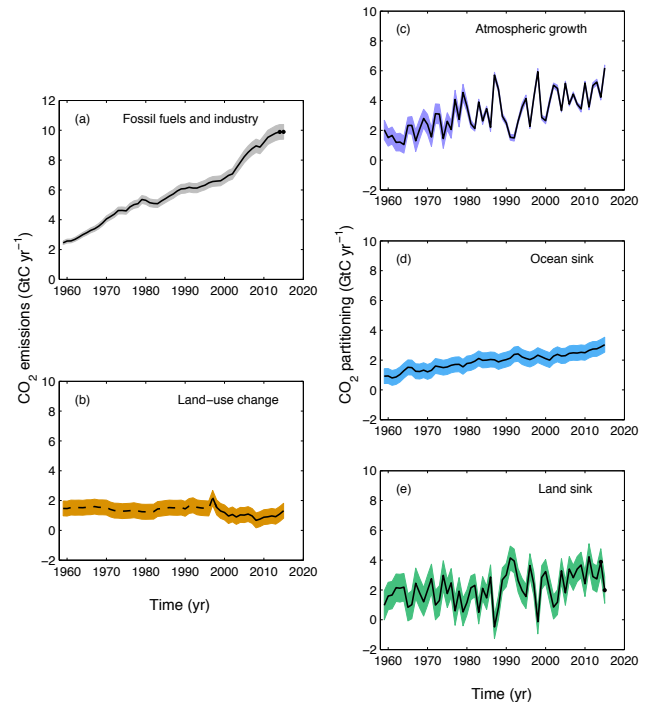 (a) Fossil fuels and industry
12
10
8
6
4
2
0
1960 1970 1980 1990 2000 2010 2020
(b) Land−use change
10
8
6
4
2
0
−2
1960 1970 1980 1990 2000 2010 2020
Time (yr)
CO2 emissions (GtC yr−1)
(c) Atmospheric growth
10
8
6
4
2
0
−2
1960 1970 1980 1990 2000 2010 2020
(d) Ocean sink
10
8
6
4
2
0
−2
1960 1970 1980 1990 2000 2010 2020
(e) Land sink
10
8
6
4
2
0
−2
1960 1970 1980 1990 2000 2010 2020
Time (yr)
CO2 partitioning (GtC yr−1)